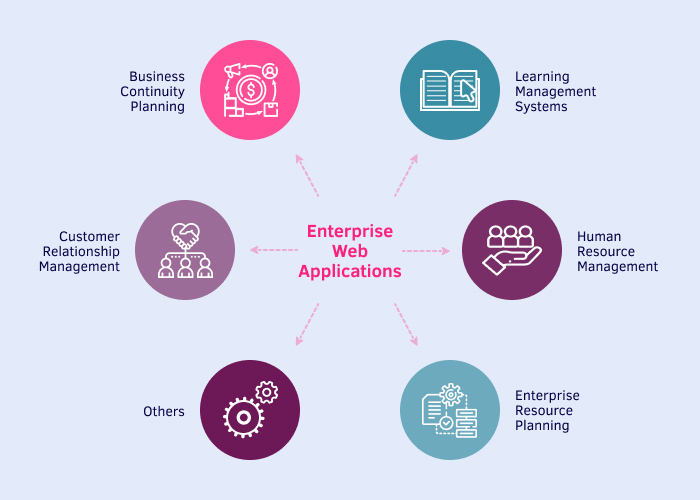 Business
Continuity
Planning
Learning
Management
Systems
Customer
Relationship
Management
Enterprise
Web
Applications
Human
Resource
Management
Others
Enterprise
Resource
Planning